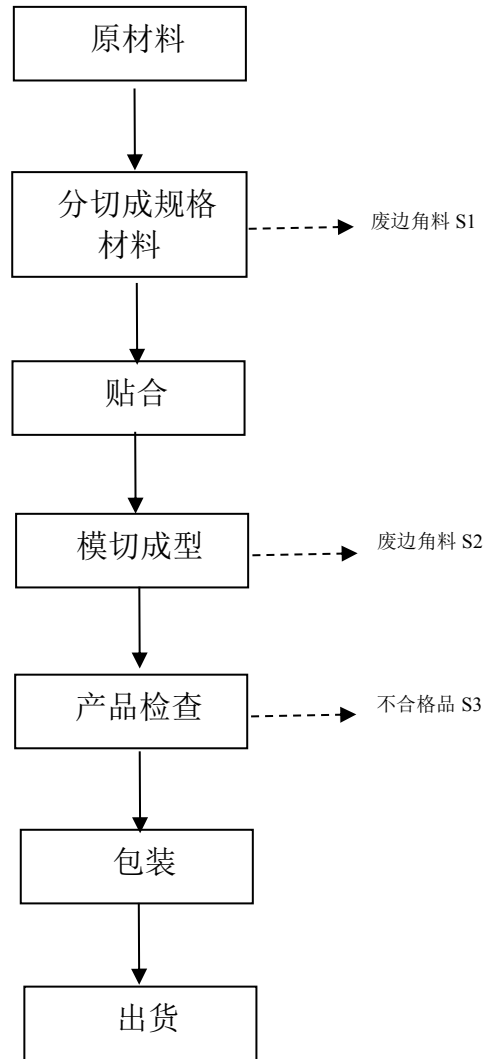 原材料
分切成规格
材料
废边角料 S1
贴合
模切成型
废边角料 S2
产品检查
不合格品 S3
包装
出货